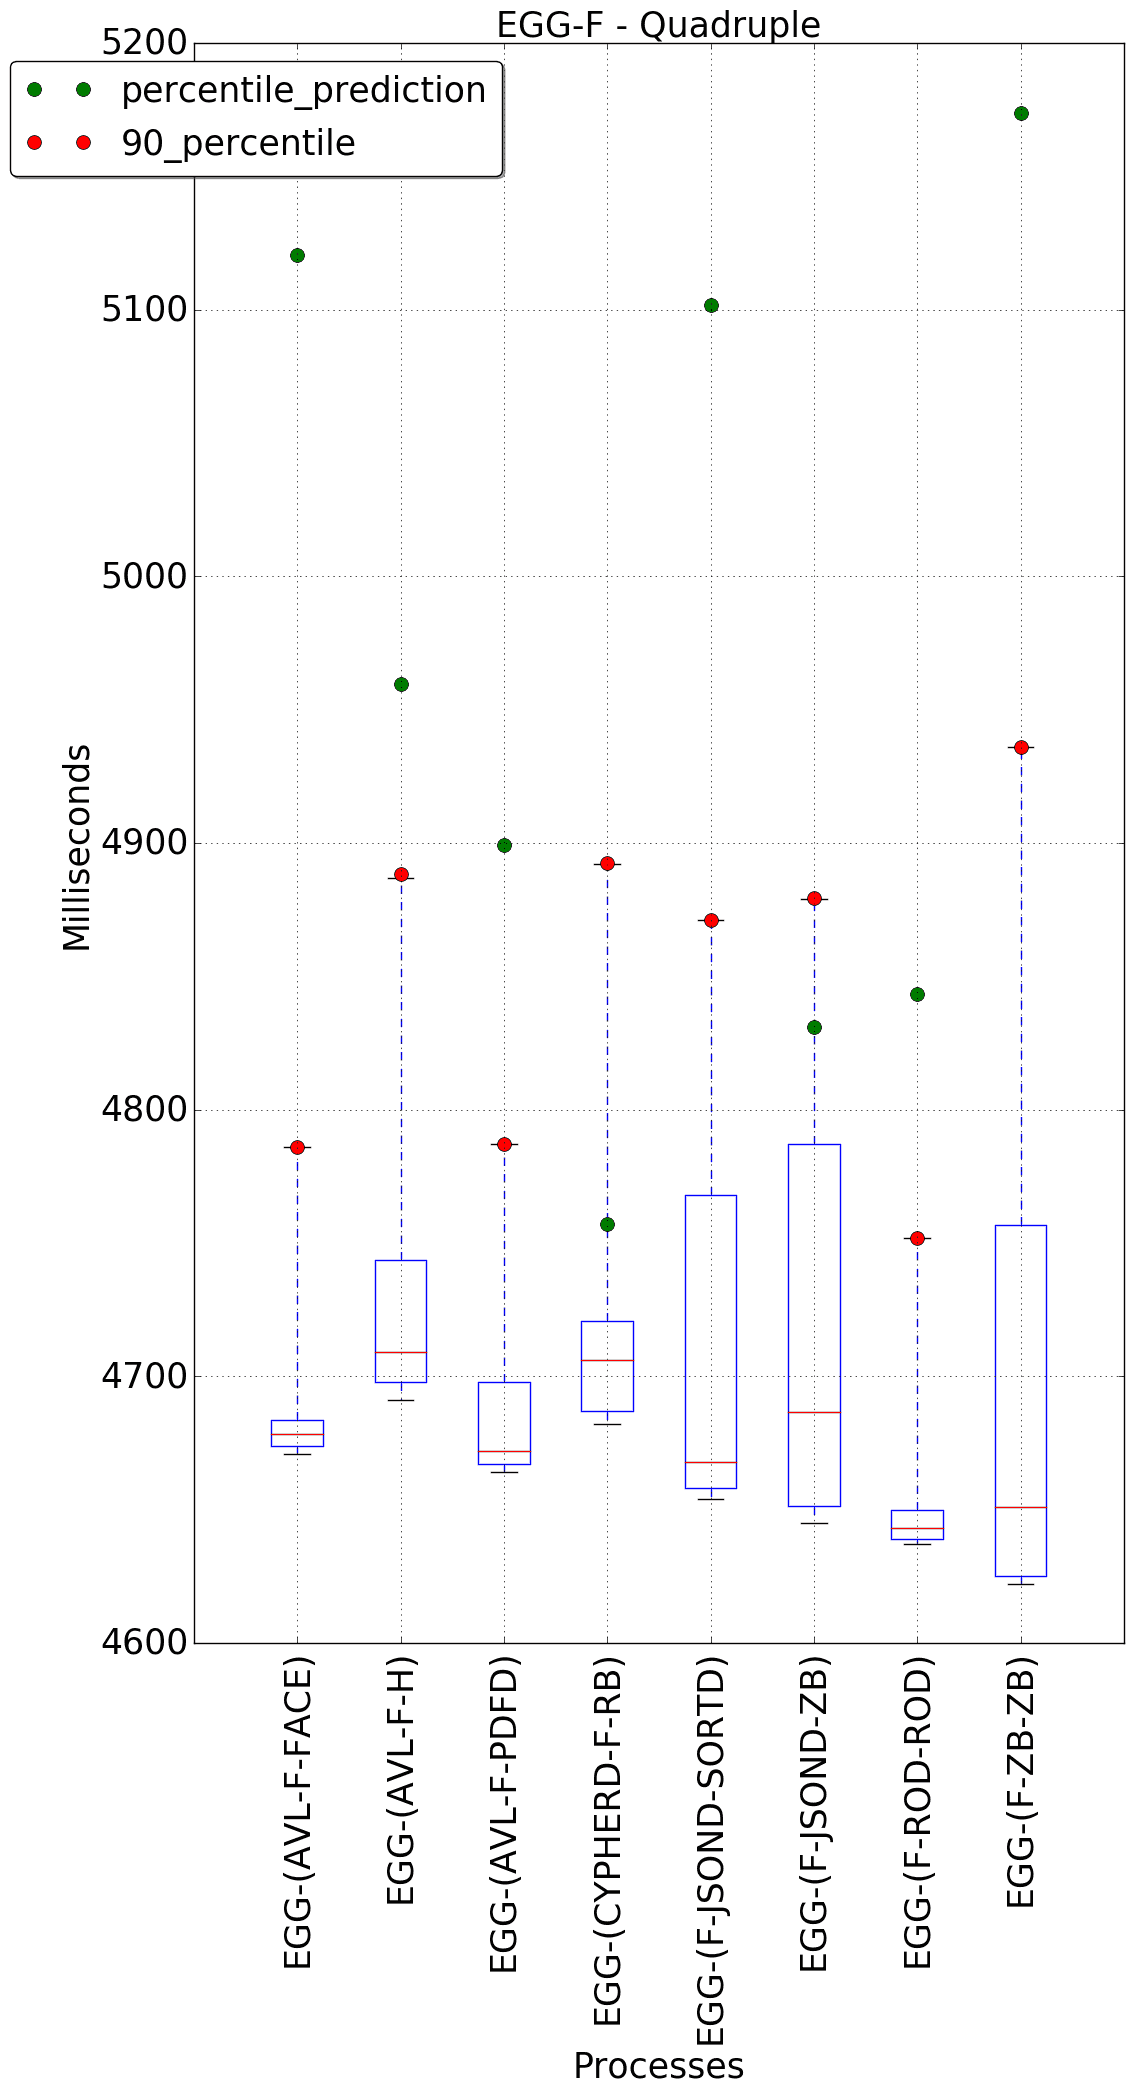 EGG-F - Quadruple
percentile_prediction
90_percentile
5200
5100
5000
4900
4800
4700
4600
Milliseconds
EGG-(AVL-F-FACE)
EGG-(AVL-F-H)
EGG-(AVL-F-PDFD)
EGG-(CYPHERD-F-RB)
EGG-(F-JSOND-SORTD)
EGG-(F-JSOND-ZB)
EGG-(F-ROD-ROD)
EGG-(F-ZB-ZB)
Processes